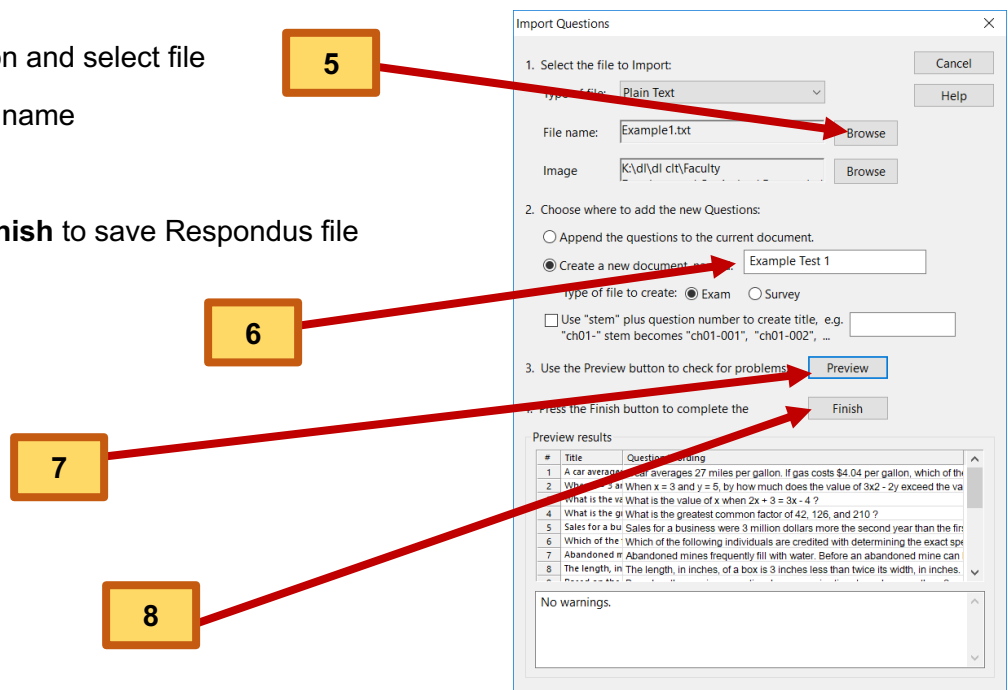 on and select file
name
nish to save Respondus file
5
6
7
8
Import Questions
1. Select the file to Import:
Cancel
Type of file: Plain Text
Help
File name: Example1.txt Browse
Image K:\dl\dl clt\Faculty Browse
2. Choose where to add the new Questions:
Append the questions to the current document.
Create a new document, Example Test 1
Type of file to create: Exam Survey
Use "stem" plus question number to create title, e.g.
"ch01-" stem becomes "ch01-001", "ch01-002", ...
3. Use the Preview button to check for problems Preview
Press the Finish button to complete the Finish
Preview results
# Title Question Wording
1 A car averages car averages 27 miles per gallon. If gas costs $4.04 per gallon, which of the
2 When x = 3 and y = 5, by how much does the value of 3x2 - 2y exceed the va
3 What is the va What is the value of x when 2x + 3 = 3x - 4 ?
4 What is the g What is the greatest common factor of 42, 126, and 210 ?
5 Sales for a bu Sales for a business were 3 million dollars more the second year than the firs
6 Which of the Which of the following individuals are credited with determining the exact spe
7 Abandoned m Abandoned mines frequently fill with water. Before an abandoned mine can
8 The length, in The length, in inches, of a box is 3 inches less than twice its width, in inches.
No warnings.